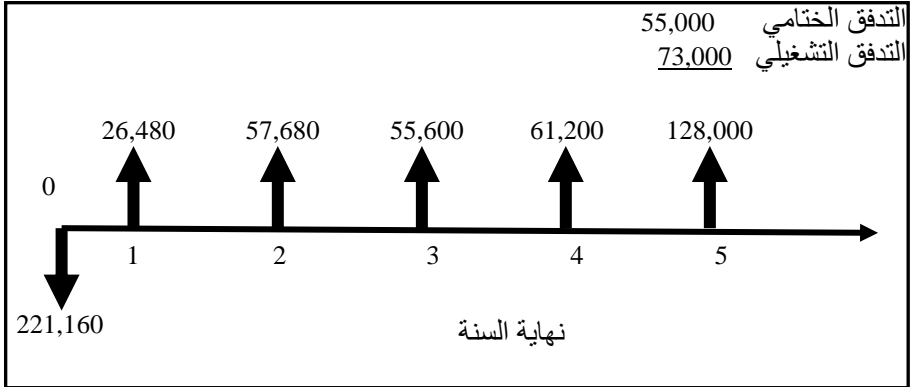 التدفق الختامي 55,000
التدفق التشغيلي 73,000
26,480 57,680 55,600 61,200 128,000
0
1 2 3 4 5
221,160
نهاية السنة